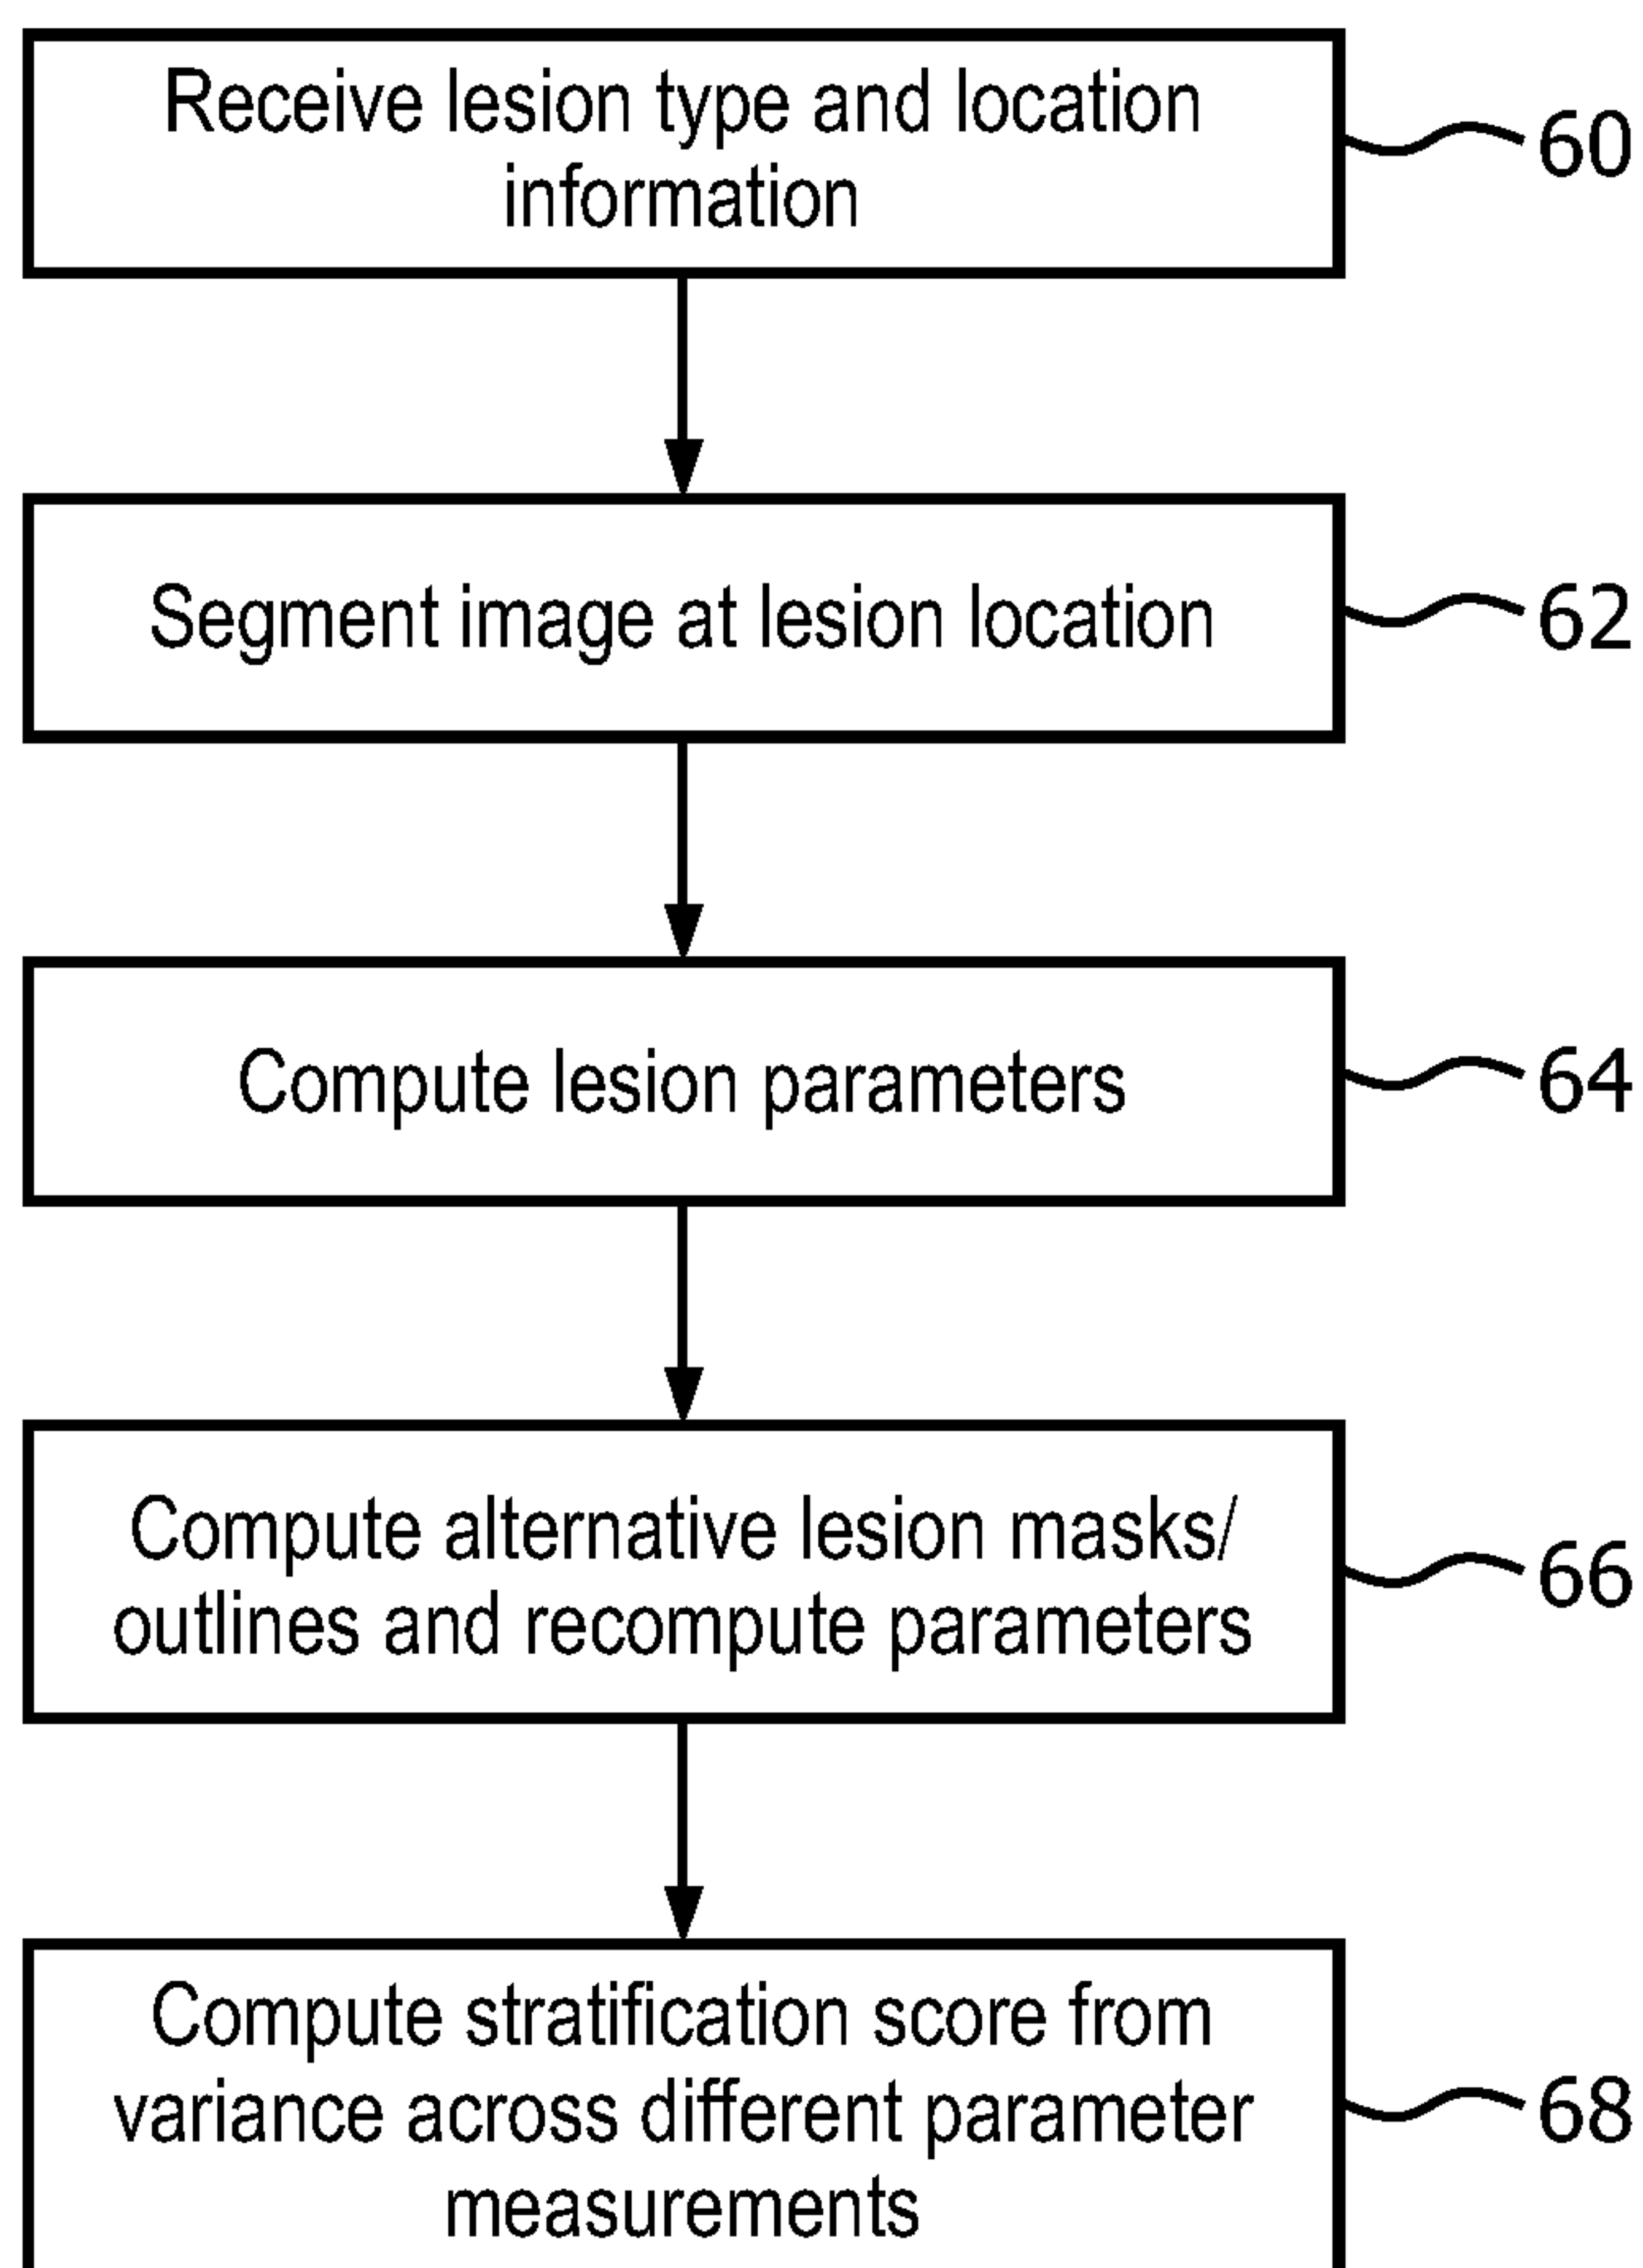 Receive lesion type and location
information
60
Segment image at lesion location
62
Compute lesion parameters
64
Compute alternative lesion masks/
outlines and recompute parameters
66
Compute stratification score from
variance across different parameter
measurements
68